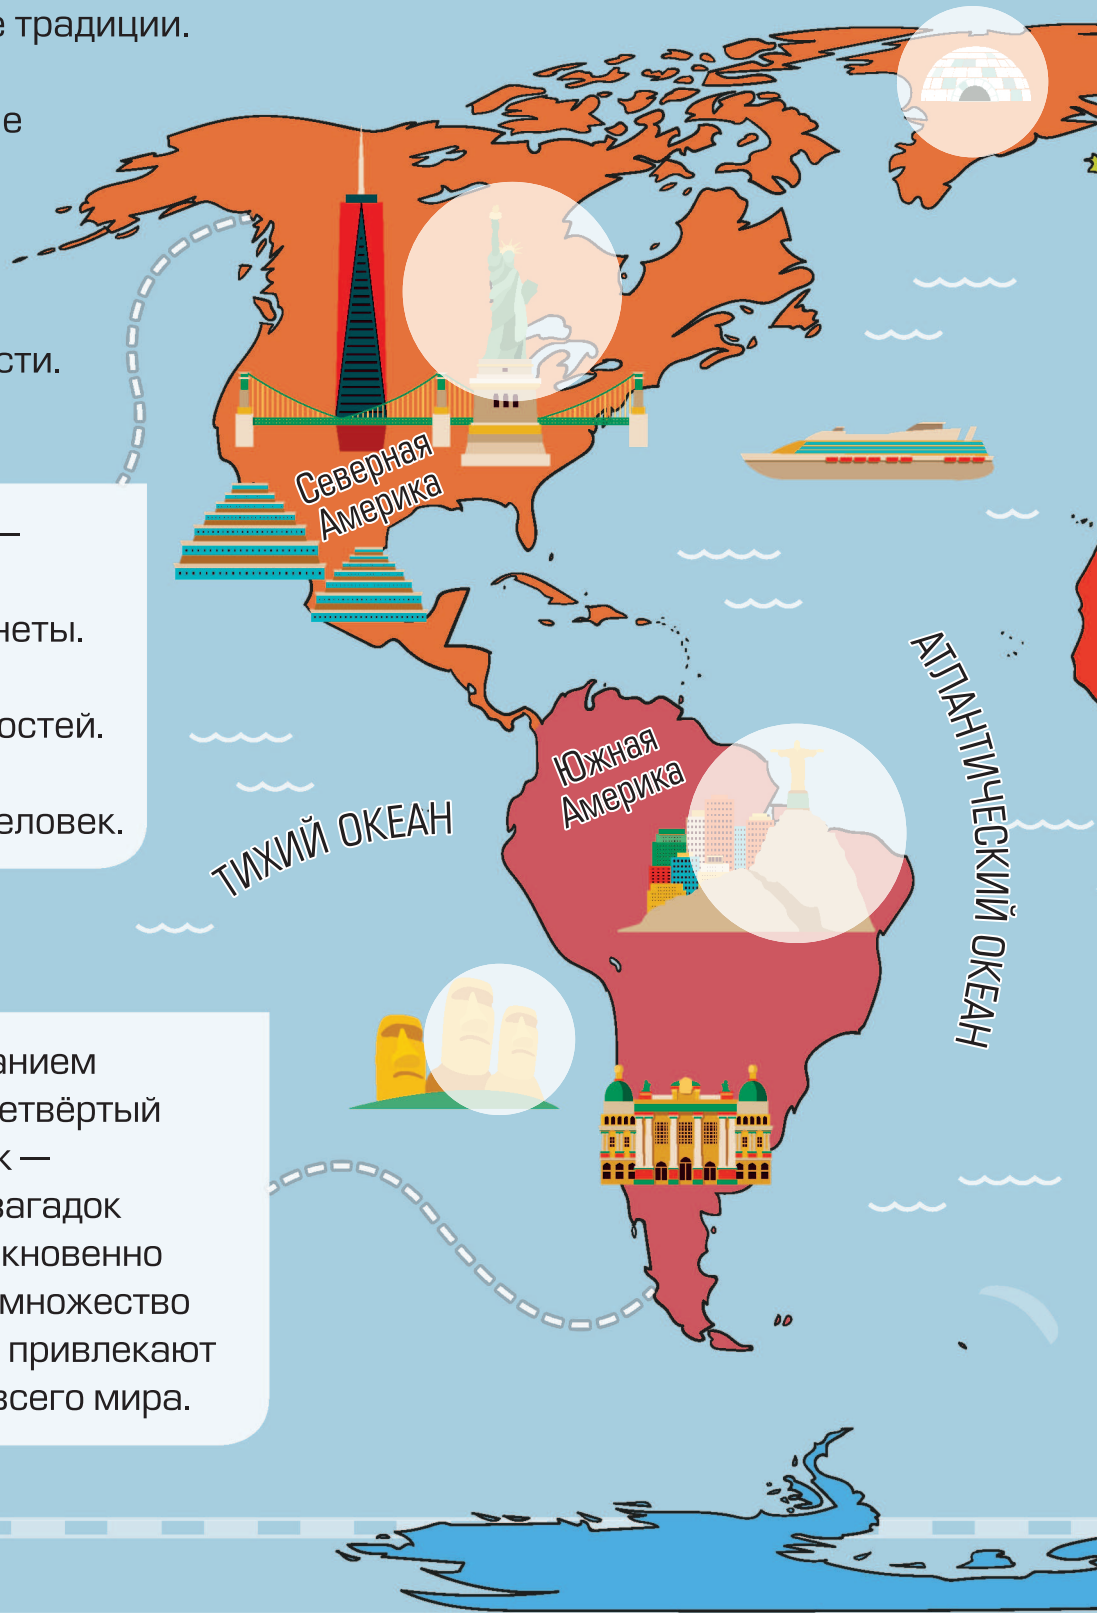 традиции.
е
сти.
—
неты.
остей.
еловек.
Северная
Америка
Южная
Америка
ТИХИЙ ОКЕАН
АТЛАНТИЧЕСКИЙ ОКЕАН
анием
етвёртый
к —
загадок
кновенно
множество
привлекают
всего мира.